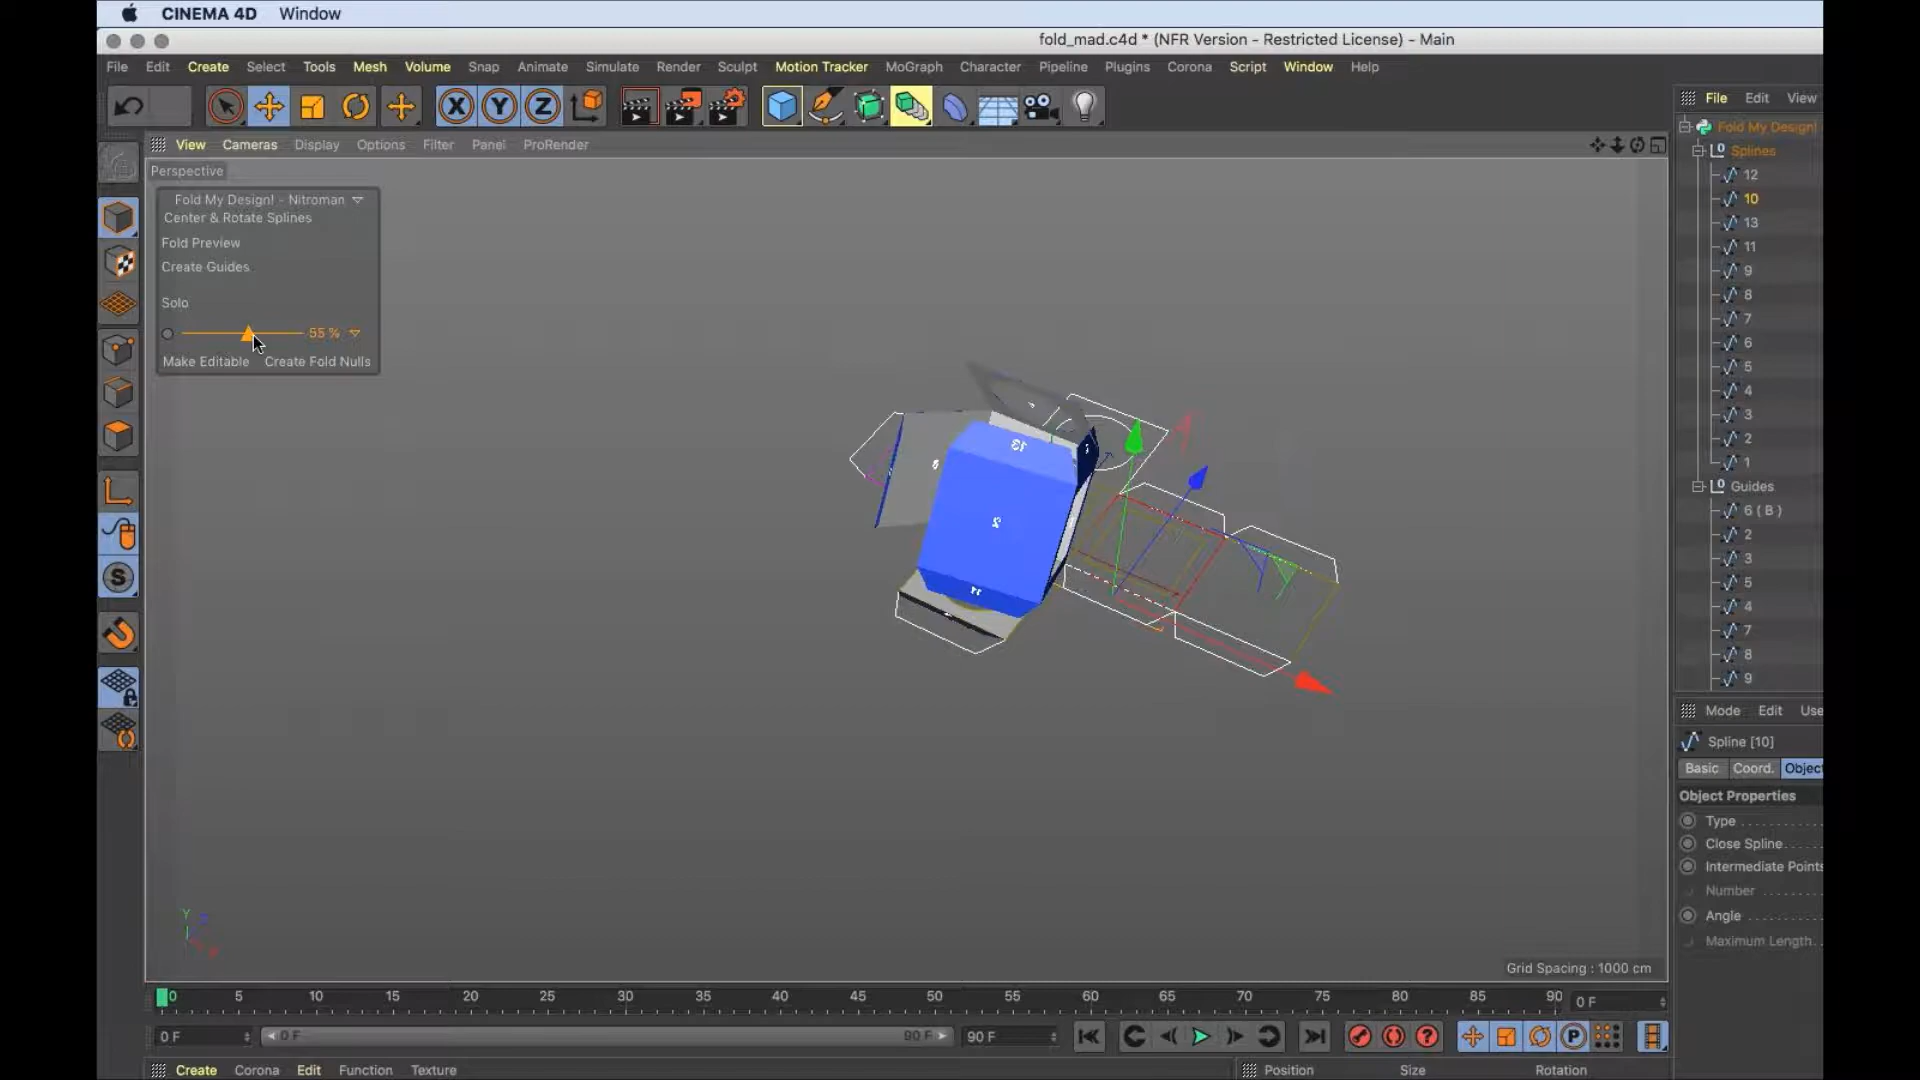 CINEMA 4D Window
fold_mad.c4d * (NFR Version - Restricted License) - Main
File Edit Create Select Tools Mesh Volume Snap Animate Simulate Render Sculpt Motion Tracker MoGraph Character Pipeline Plugins Corona Script Window Help
X Y Z
File Edit View
View Cameras Display Options Filter Panel ProRender
Perspective
Fold My Design! - Nitroman
Center & Rotate Splines
Fold Preview
Create Guides
Solo
55 %
Make Editable Create Fold Nulls
Fold My Design!
Splines
12
10
13
11
9
8
7
6
5
4
3
2
1
Guides
6 ( B )
2
3
5
4
7
8
9
13
2
11
S
Y
Mode Edit Use
Spline [10]
Basic Coord. Object
Object Properties
Type
Close Spline
Intermediate Points
Number
Angle
Maximum Length
Grid Spacing : 1000 cm
0 5 10 15 20 25 30 35 40 45 50 55 60 65 70 75 80 85 90 0 F
0 F 0 F 90 F 90 F
? P
Create Corona Edit Function Texture
Position Size Rotation